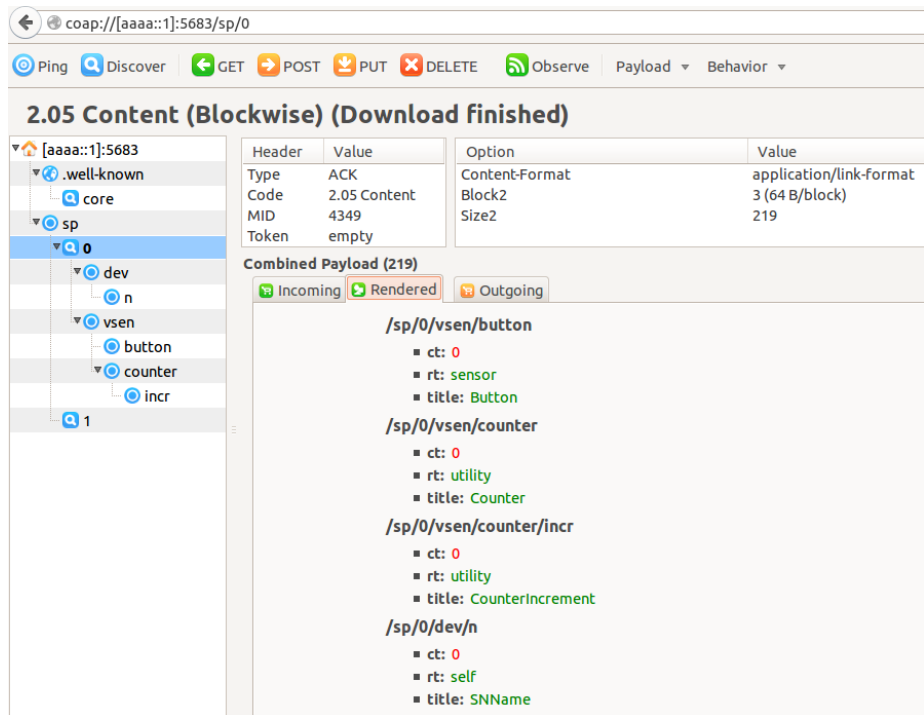 coap://[aaaa::1]:5683/sp/0
Ping Discover GET POST PUT DELETE Observe Payload Behavior
2.05 Content (Blockwise) (Download finished)
[aaaa::1]:5683
.well-known
core
sp
0
dev
n
vsen
button
counter
incr
1
Header Value
Type ACK
Code 2.05 Content
MID 4349
Token empty
Option Value
Content-Format application/link-format
Block2 3 (64 B/block)
Size2 219
Combined Payload (219)
Incoming Rendered Outgoing
/sp/0/vsen/button
ct: 0
rt: sensor
title: Button
/sp/0/vsen/counter
ct: 0
rt: utility
title: Counter
/sp/0/vsen/counter/incr
ct: 0
rt: utility
title: CounterIncrement
/sp/0/dev/n
ct: 0
rt: self
title: SNName